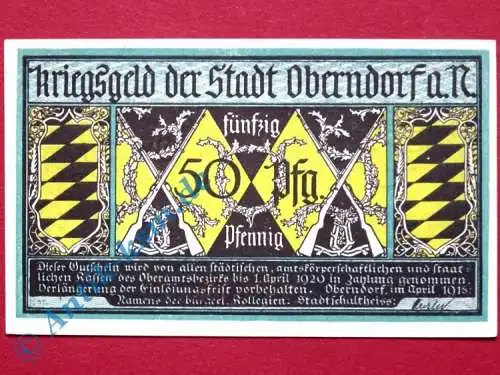 Kriegsgeld der Stadt Oberndorf a.N.
fünfzig
50 Pfg.
Pfennig
Dieser Gutschein wird von allen städtischen, amtskörperschaftlichen und staat
lichen Kassen des Oberamtsbezirks bis 1. April 1920 in Zahlung genommen.
Verlängerung der Einlösungsfrist vorbehalten. Oberndorf, im April 1918.
Namens der bürgerl. Kollegien: Stadtschultheiss: